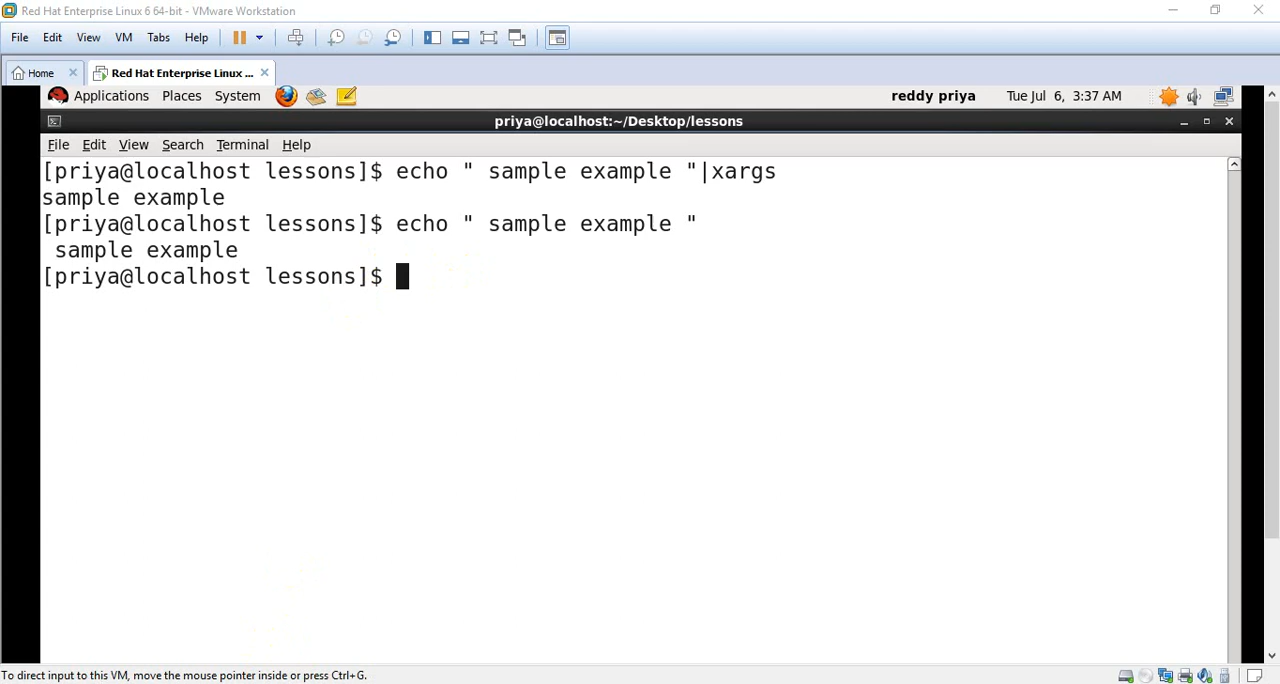 Red Hat Enterprise Linux 6 64-bit - VMware Workstation
File Edit View VM Tabs Help
Home Red Hat Enterprise Linux ...
Applications Places System reddy priya Tue Jul 6, 3:37 AM
priya@localhost:~/Desktop/lessons
File Edit View Search Terminal Help
[priya@localhost lessons]$ echo " sample example "|xargs
sample example
[priya@localhost lessons]$ echo " sample example "
 sample example
[priya@localhost lessons]$
To direct input to this VM, move the mouse pointer inside or press Ctrl+G.